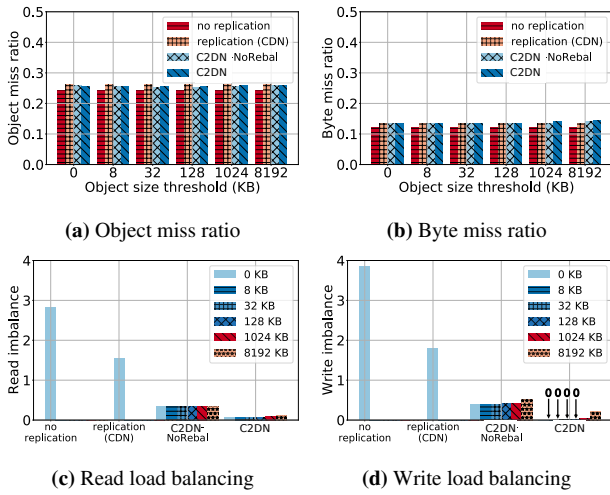 0.5
0.4
0.3
0.2
0.1
0.0
Object miss ratio
no replication
replication (CDN)
C2DN ·NoRebal
C2DN
0 8 32 128 1024 8192
Object size threshold (KB)
(a) Object miss ratio
0.5
0.4
0.3
0.2
0.1
0.0
Byte miss ratio
no replication
replication (CDN)
C2DN ·NoRebal
C2DN
0 8 32 128 1024 8192
Object size threshold (KB)
(b) Byte miss ratio
4
3
2
1
0
Read imbalance
0 KB
8 KB
32 KB
128 KB
1024 KB
8192 KB
no replication (CDN) C2DN- C2DN
replication NoRebal
(c) Read load balancing
4
3
2
1
0
Write imbalance
0 KB
8 KB
32 KB
128 KB
1024 KB
8192 KB
0 0 0 0
no replication C2DN· C2DN
replication (CDN) NoRebal
(d) Write load balancing